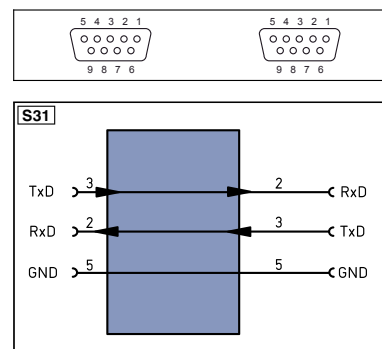 5 4 3 2 1 5 4 3 2 1
9 8 7 6 9 8 7 6
S31
TxD 3 2 RxD
RxD 2 3 TxD
GND 5 5 GND